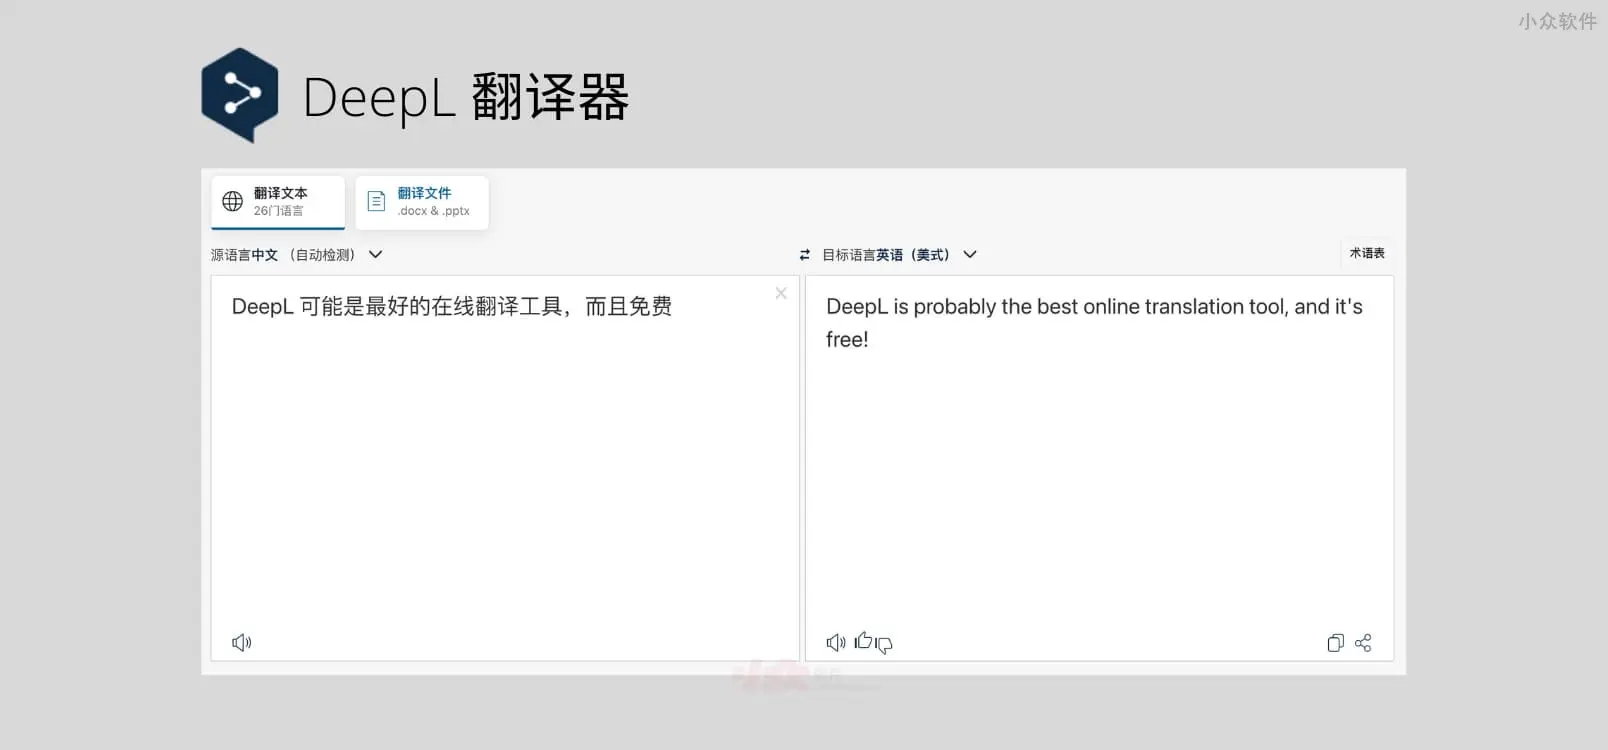 小众软件
DeepL 翻译器
翻译文本
26门语言
翻译文件
.docx & .pptx
源语言中文 （自动检测）
目标语言英语（美式）
术语表
DeepL 可能是最好的在线翻译工具，而且免费
DeepL is probably the best online translation tool, and it's
free!